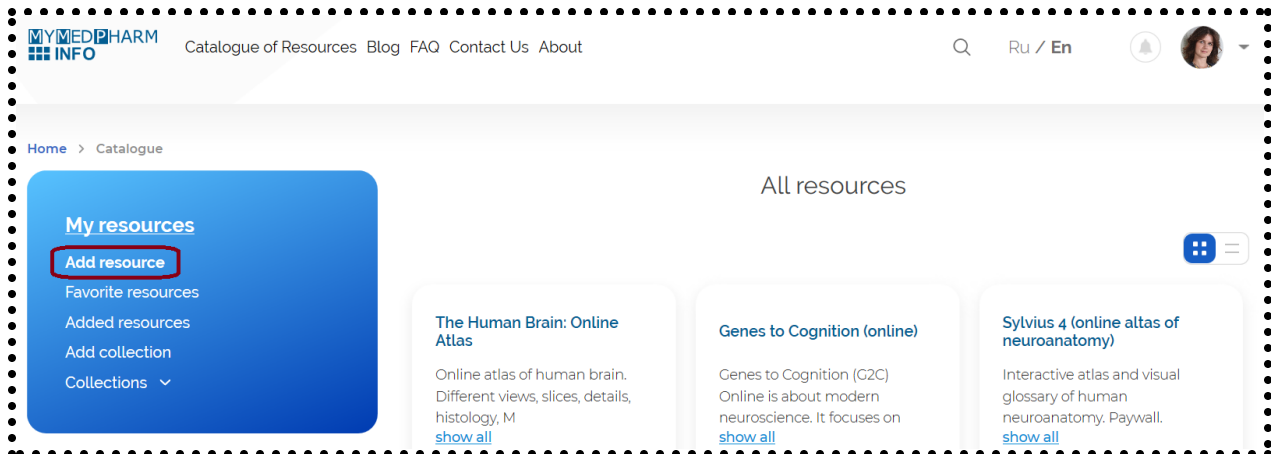 MYMEDPHARM
INFO
Catalogue of Resources Blog FAQ Contact Us About
Ru / En
Home > Catalogue
My resources
Add resource
Favorite resources
Added resources
Add collection
Collections
All resources
The Human Brain: Online
Atlas
Online atlas of human brain.
Different views, slices, details,
histology, M
show all
Genes to Cognition (online)
Genes to Cognition (G2C)
Online is about modern
neuroscience. It focuses on
show all
Sylvius 4 (online altas of
neuroanatomy)
Interactive atlas and visual
glossary of human
neuroanatomy. Paywall.
show all